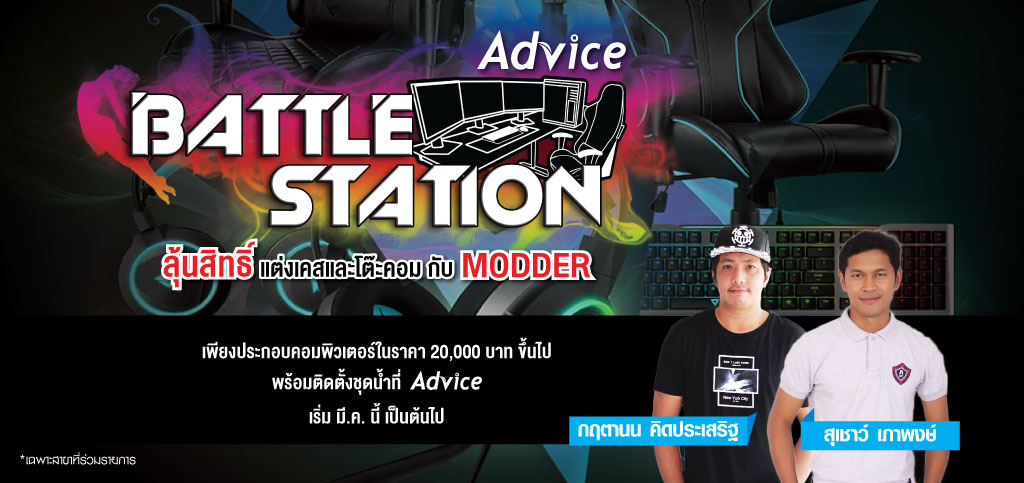 Advice
BATTLE
STATION
ลุ้นสิทธิ์ แต่งเคสและโต๊ะคอม กับ MODDER
เพียงประกอบคอมพิวเตอร์ในราคา 20,000 บาท ขึ้นไป
พร้อมติดตั้งชุดน้ำที่ Advice
เริ่ม มี.ค. นี้ เป็นต้นไป
New York City
กฤตานน คิดประเสริฐ
สุเชาว์ เภาพงษ์
*เฉพาะสาขาที่ร่วมรายการ